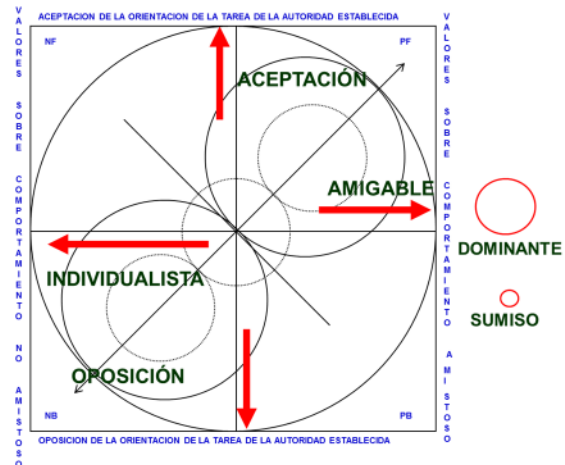 ACEPTACION DE LA ORIENTACION DE LA TAREA DE LA AUTORIDAD ESTABLECIDA
VALORES SOBRE COMPORTAMIENTO NO AMISTOSO
NF
PF
ACEPTACIÓN
AMIGABLE
INDIVIDUALISTA
OPOSICIÓN
NB
PB
VALORES SOBRE COMPORTAMIENTO AMISTOSO
DOMINANTE
SUMISO
OPOSICION DE LA ORIENTACION DE LA TAREA DE LA AUTORIDAD ESTABLECIDA